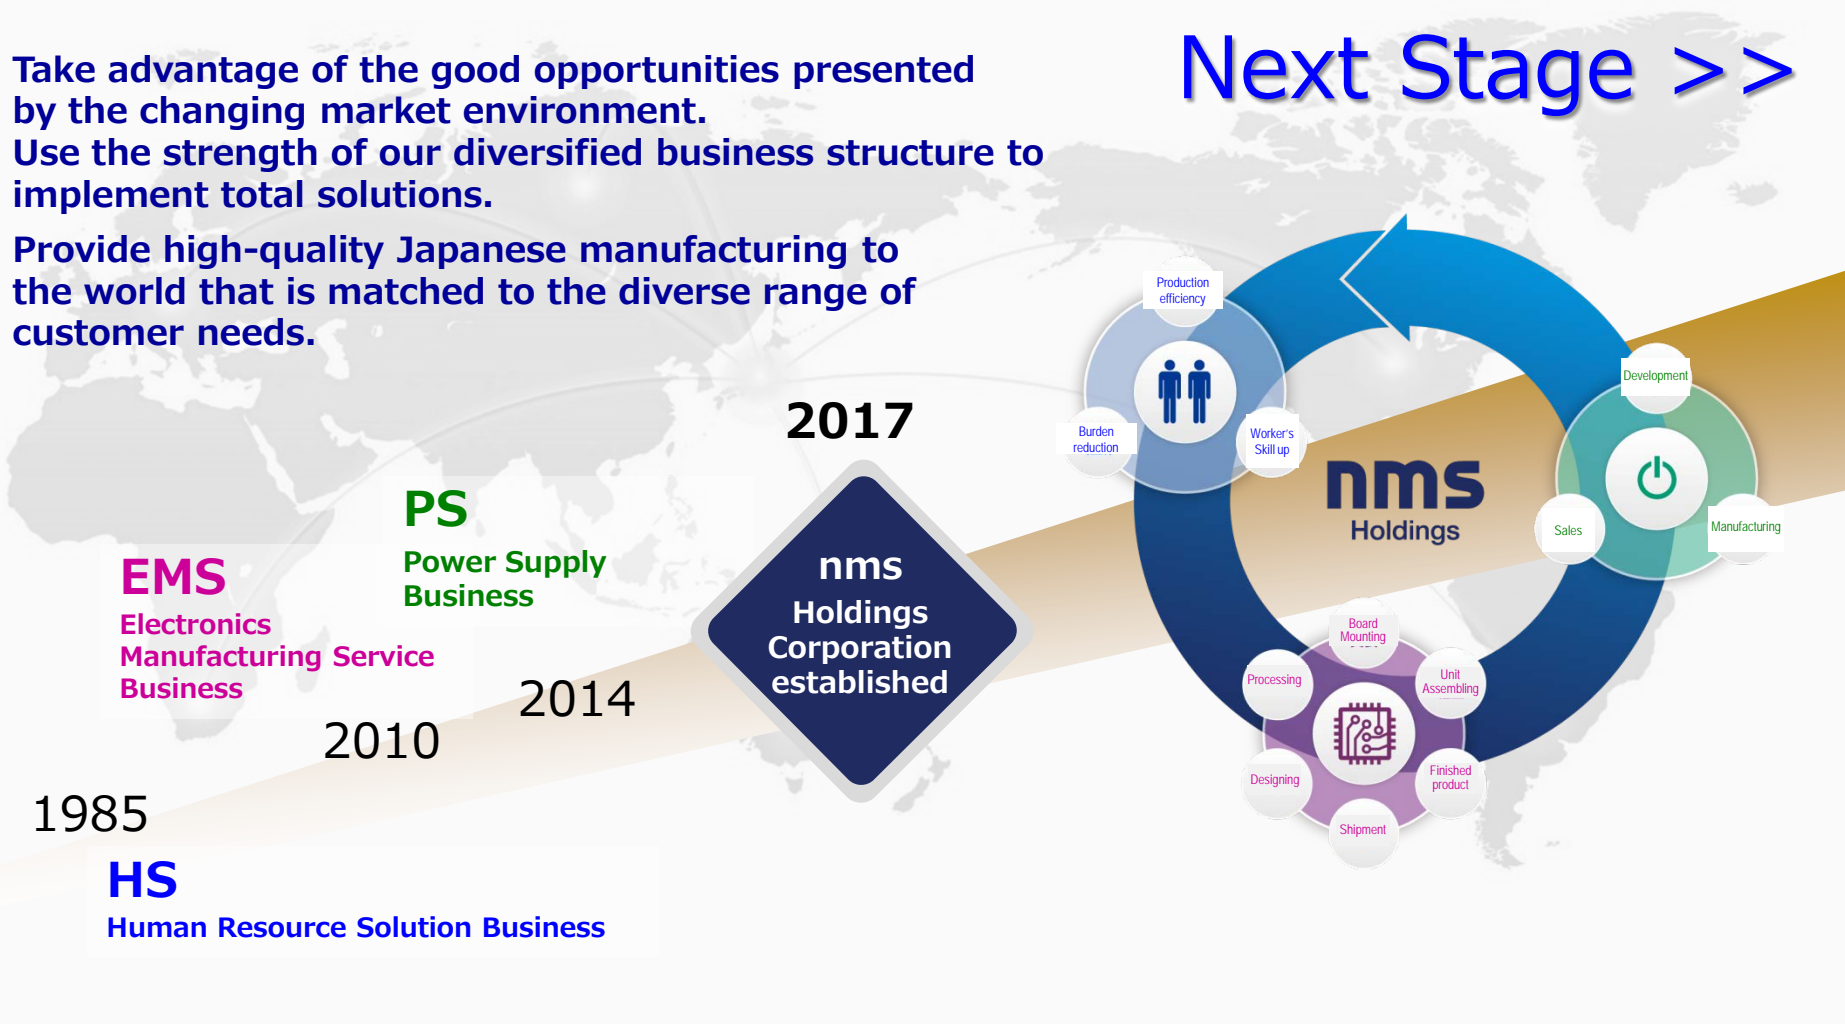 Next Stage >>
Take advantage of the good opportunities presented
by the changing market environment.
Use the strength of our diversified business structure to
implement total solutions.
Provide high-quality Japanese manufacturing to
the world that is matched to the diverse range of
customer needs.
1985
HS
Human Resource Solution Business
2010
EMS
Electronics
Manufacturing Service
Business
2014
PS
Power Supply
Business
2017
nms
Holdings
Corporation
established
nms
Holdings
Production
efficiency
Burden
reduction
Worker's
Skill up
Development
Sales
Manufacturing
Board
Mounting
Processing
Unit
Assembling
Designing
Finished
product
Shipment